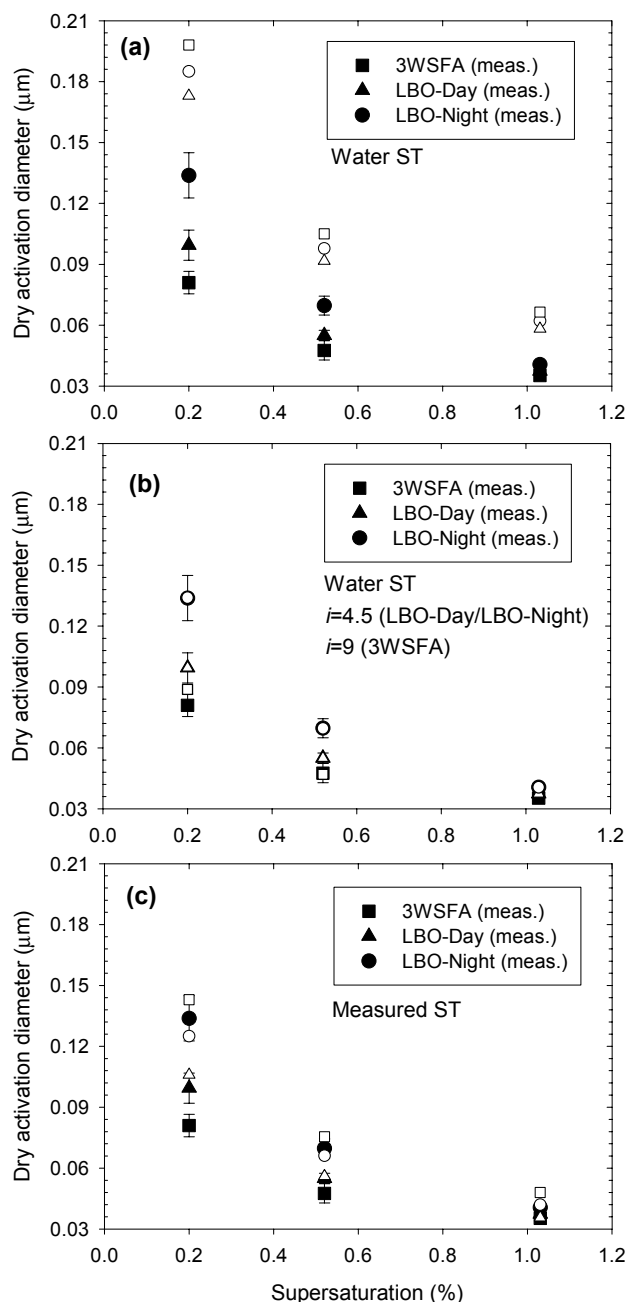 0.21
(a)
3WSFA (meas.)
0.18
LBO-Day (meas.)
LBO-Night (meas.)
0.15
Water ST
0.12
0.09
0.06
0.03
0.0 0.2 0.4 0.6 0.8 1.0 1.2
Dry activation diameter (μm)
0.21
(b)
3WSFA (meas.)
0.18
LBO-Day (meas.)
LBO-Night (meas.)
0.15
Water ST
i=4.5 (LBO-Day/LBO-Night)
0.12
i=9 (3WSFA)
0.09
0.06
0.03
0.0 0.2 0.4 0.6 0.8 1.0 1.2
Dry activation diameter (μm)
0.21
(c)
3WSFA (meas.)
0.18
LBO-Day (meas.)
LBO-Night (meas.)
0.15
Measured ST
0.12
0.09
0.06
0.03
0.0 0.2 0.4 0.6 0.8 1.0 1.2
Dry activation diameter (μm)
Supersaturation (%)